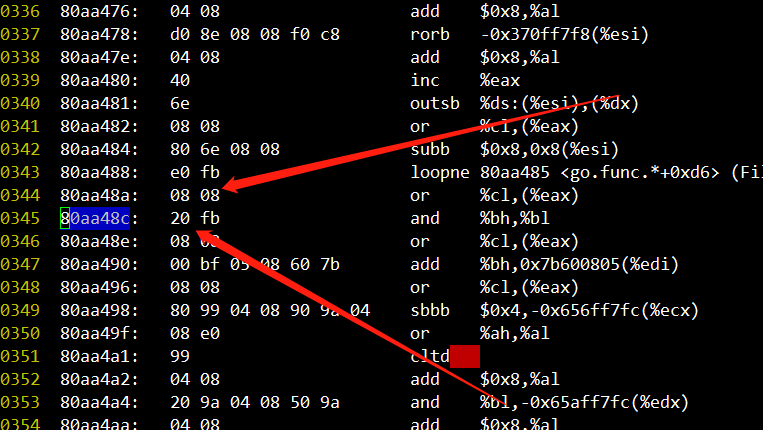 0336 80aa476: 04 08 add $0x8,%al
0337 80aa478: d0 8e 08 08 f0 c8 rorb -0x370ff7f8(%esi)
0338 80aa47e: 04 08 add $0x8,%al
0339 80aa480: 40 inc %eax
0340 80aa481: 6e outsb %ds:(%esi),(%dx)
0341 80aa482: 08 08 or %cl,(%eax)
0342 80aa484: 80 6e 08 08 subb $0x8,0x8(%esi)
0343 80aa488: e0 fb loopne 80aa485 <go.func.*+0xd6> (Fil
0344 80aa48a: 08 08 or %cl,(%eax)
0345 80aa48c: 20 fb and %bh,%bl
0346 80aa48e: 08 08 or %cl,(%eax)
0347 80aa490: 00 bf 05 08 60 7b add %bh,0x7b600805(%edi)
0348 80aa496: 08 08 or %cl,(%eax)
0349 80aa498: 80 99 04 08 90 9a 04 sbbb $0x4,-0x656ff7fc(%ecx)
0350 80aa49f: 08 e0 or %ah,%al
0351 80aa4a1: 99 cltd
0352 80aa4a2: 04 08 add $0x8,%al
0353 80aa4a4: 20 9a 04 08 50 9a and %bl,-0x65aff7fc(%edx)
0354 80aa4aa: 04 08 add $0x8,%al